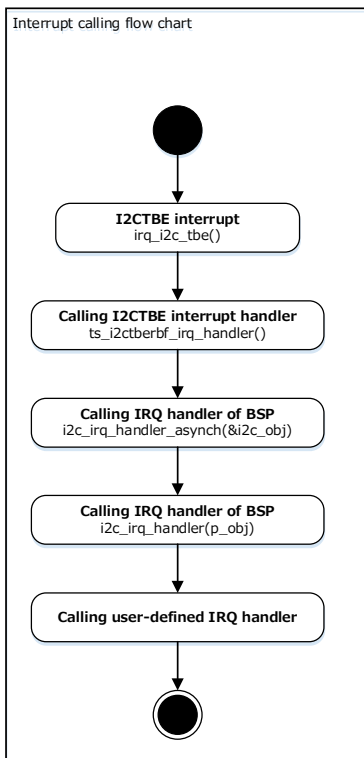 Interrupt calling flow chart
I2CTBE interrupt
irq_i2c_tbe()
Calling I2CTBE interrupt handler
ts_i2ctberbf_irq_handler()
Calling IRQ handler of BSP
i2c_irq_handler_asynch(&i2c_obj)
Calling IRQ handler of BSP
i2c_irq_handler(p_obj)
Calling user-defined IRQ handler